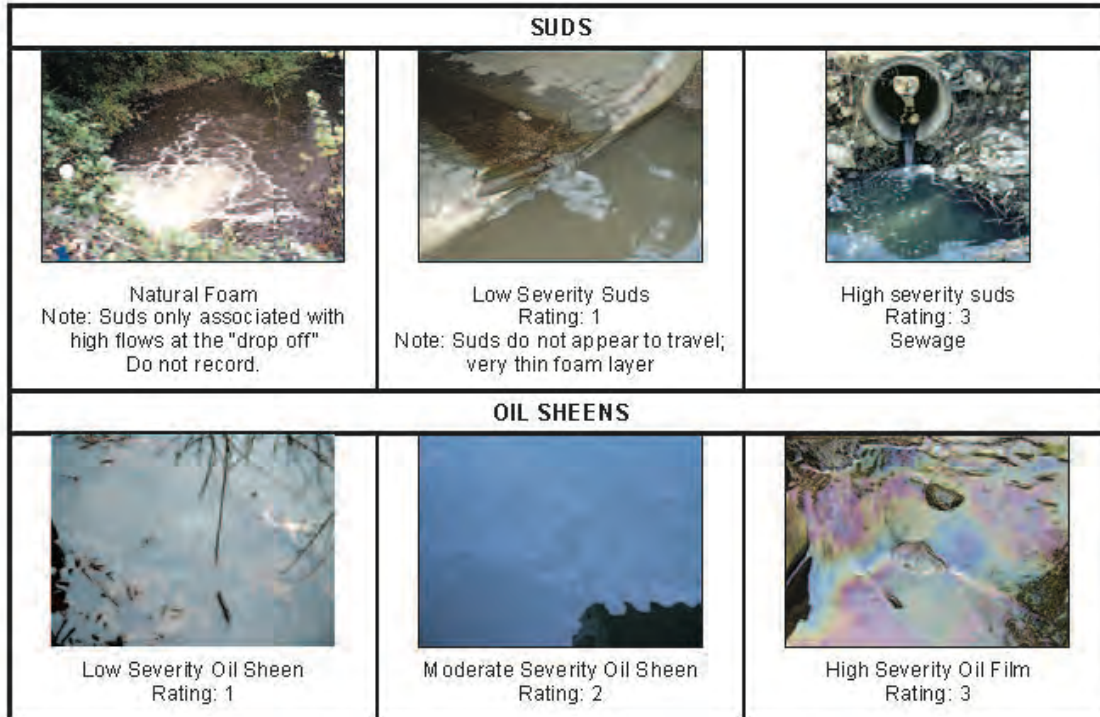 SUDS
Natural Foam
Note: Suds only associated with
high flows at the "drop off"
Do not record.
Low Severity Suds
Rating: 1
Note: Suds do not appear to travel;
very thin foam layer
High severity suds
Rating: 3
Sewage
OIL SHEENS
Low Severity Oil Sheen
Rating: 1
Moderate Severity Oil Sheen
Rating: 2
High Severity Oil Film
Rating: 3